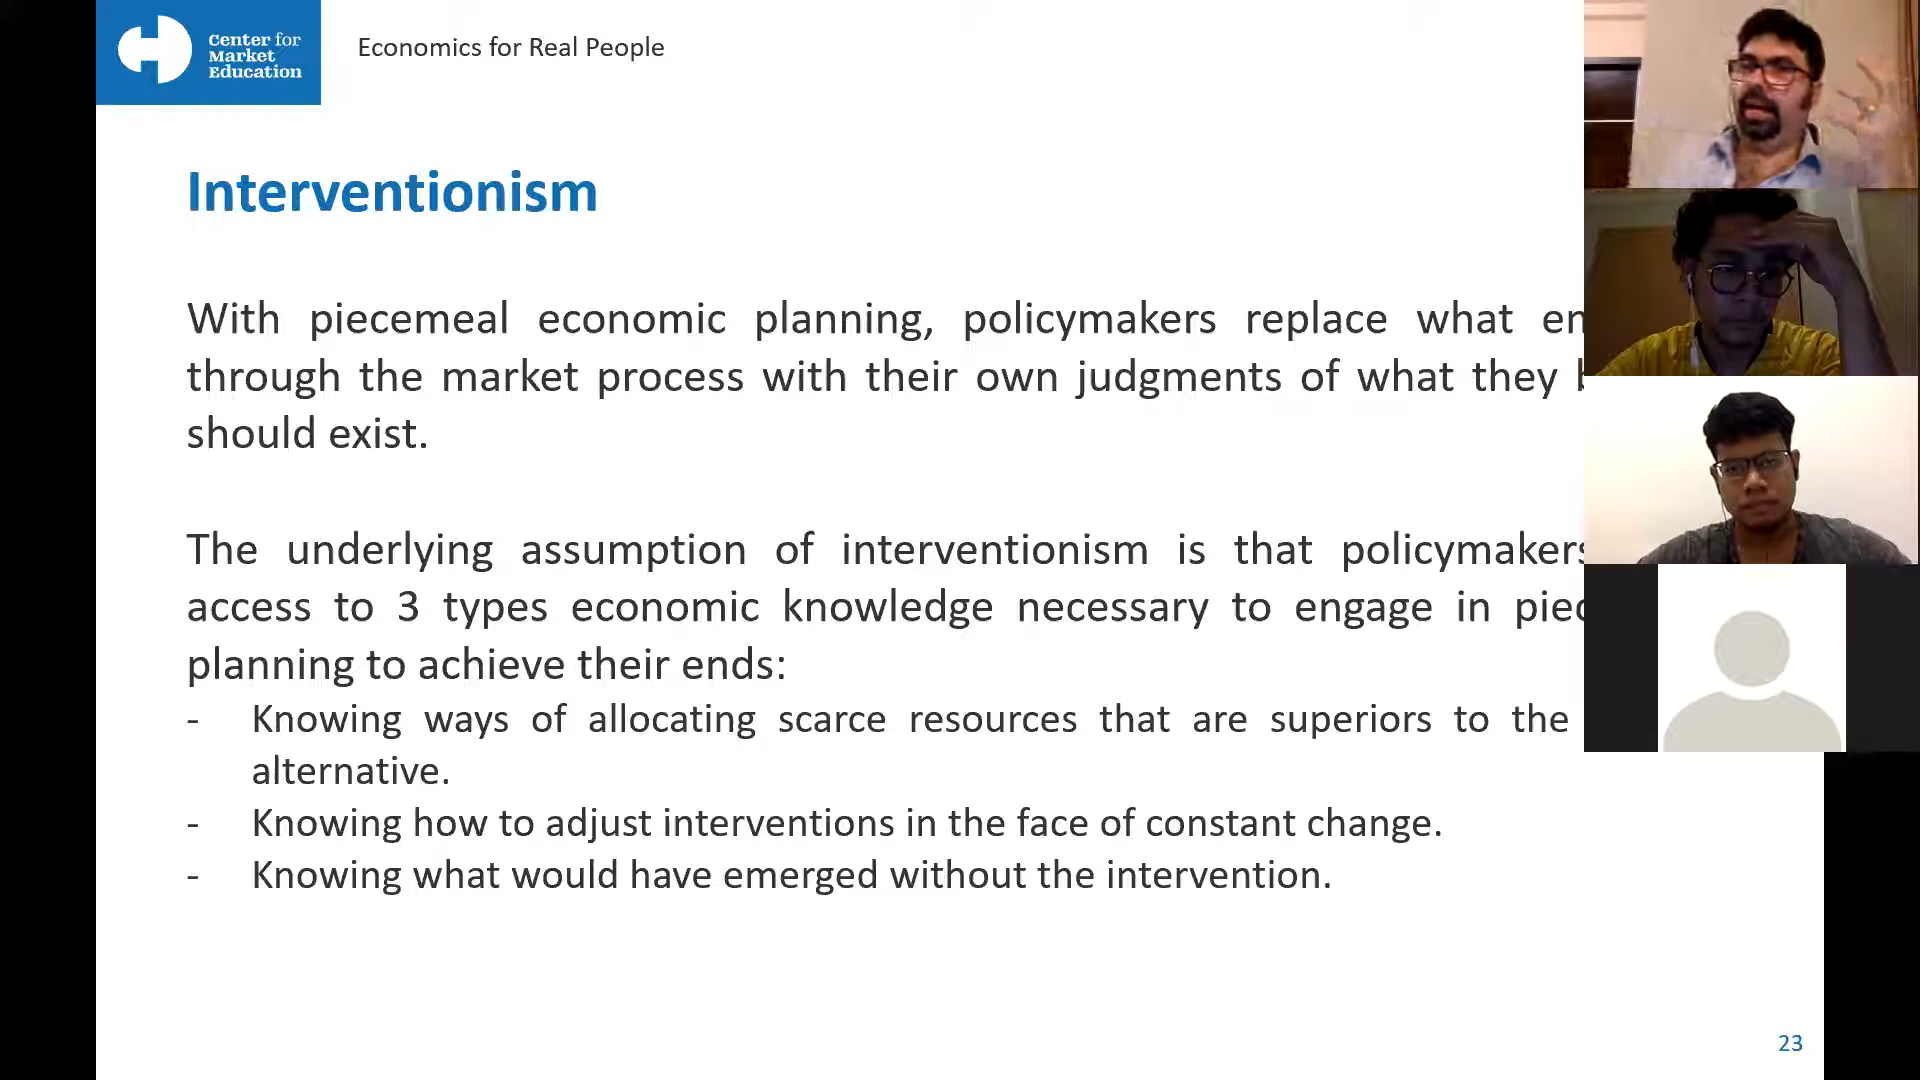 Center for
Market
Education
Economics for Real People
Interventionism
With piecemeal economic planning, policymakers replace what
through the market process with their own judgments of what they
should exist.
The underlying assumption of interventionism is that policymakers
access to 3 types economic knowledge necessary to engage in
planning to achieve their ends:
- Knowing ways of allocating scarce resources that are superiors to the
alternative.
- Knowing how to adjust interventions in the face of constant change.
- Knowing what would have emerged without the intervention.
23